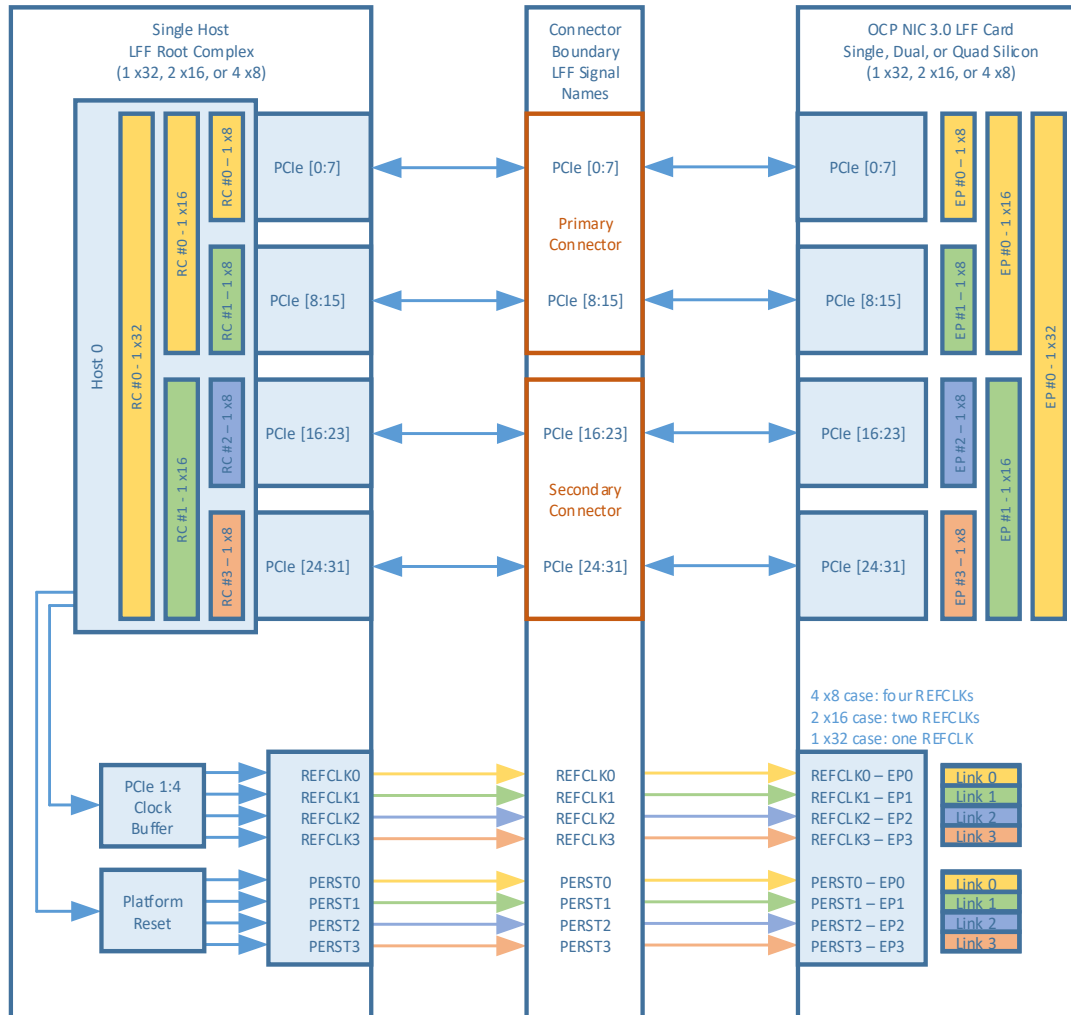 Single Host
LFF Root Complex
(1 x32, 2 x16, or 4 x8)
Connector
Boundary
LFF Signal
Names
OCP NIC 3.0 LFF Card
Single, Dual, or Quad Silicon
(1 x32, 2 x16, or 4 x8)
Host 0
RC #0 - 1 x32
RC #0 - 1 x16
RC #1 - 1 x16
RC #0 – 1 x8
RC #1 – 1 x8
RC #2 – 1 x8
RC #3 – 1 x8
PCIe [0:7]
PCIe [8:15]
PCIe [16:23]
PCIe [24:31]
PCIe [0:7]
Primary
Connector
PCIe [8:15]
PCIe [16:23]
Secondary
Connector
PCIe [24:31]
PCIe [0:7]
PCIe [8:15]
PCIe [16:23]
PCIe [24:31]
EP #0 – 1 x8
EP #1 – 1 x8
EP #2 – 1 x8
EP #3 – 1 x8
EP #0 - 1 x16
EP #1 - 1 x16
EP #0 - 1 x32
4 x8 case: four REFCLKs
2 x16 case: two REFCLKs
1 x32 case: one REFCLK
PCIe 1:4
Clock
Buffer
REFCLK0
REFCLK1
REFCLK2
REFCLK3
REFCLK0
REFCLK1
REFCLK2
REFCLK3
REFCLK0 – EP0
REFCLK1 – EP1
REFCLK2 – EP2
REFCLK3 – EP3
Link 0
Link 1
Link 2
Link 3
Platform
Reset
PERST0
PERST1
PERST2
PERST3
PERST0
PERST1
PERST2
PERST3
PERST0 – EP0
PERST1 – EP1
PERST2 – EP2
PERST3 – EP3
Link 0
Link 1
Link 2
Link 3